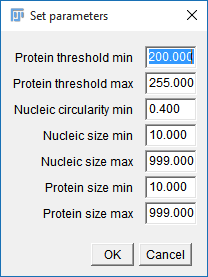 Set parameters
Protein threshold min 200.000
Protein threshold max 255.000
Nucleic circularity min 0.400
Nucleic size min 10.000
Nucleic size max 999.000
Protein size min 10.000
Protein size max 999.000
OK Cancel